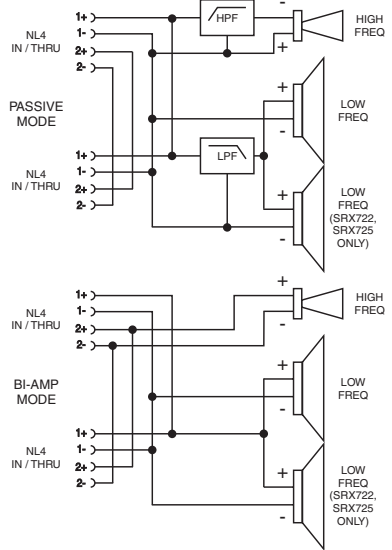 1+
1-
2+
2-
NL4
IN / THRU
HPF
-
+
HIGH
FREQ
PASSIVE
MODE
+
-
LOW
FREQ
1+
1-
2+
2-
NL4
IN / THRU
LPF
+
-
LOW
FREQ
(SRX722,
SRX725
ONLY)
1+
1-
2+
2-
NL4
IN / THRU
+
-
HIGH
FREQ
BI-AMP
MODE
+
-
LOW
FREQ
1+
1-
2+
2-
NL4
IN / THRU
+
-
LOW
FREQ
(SRX722,
SRX725
ONLY)